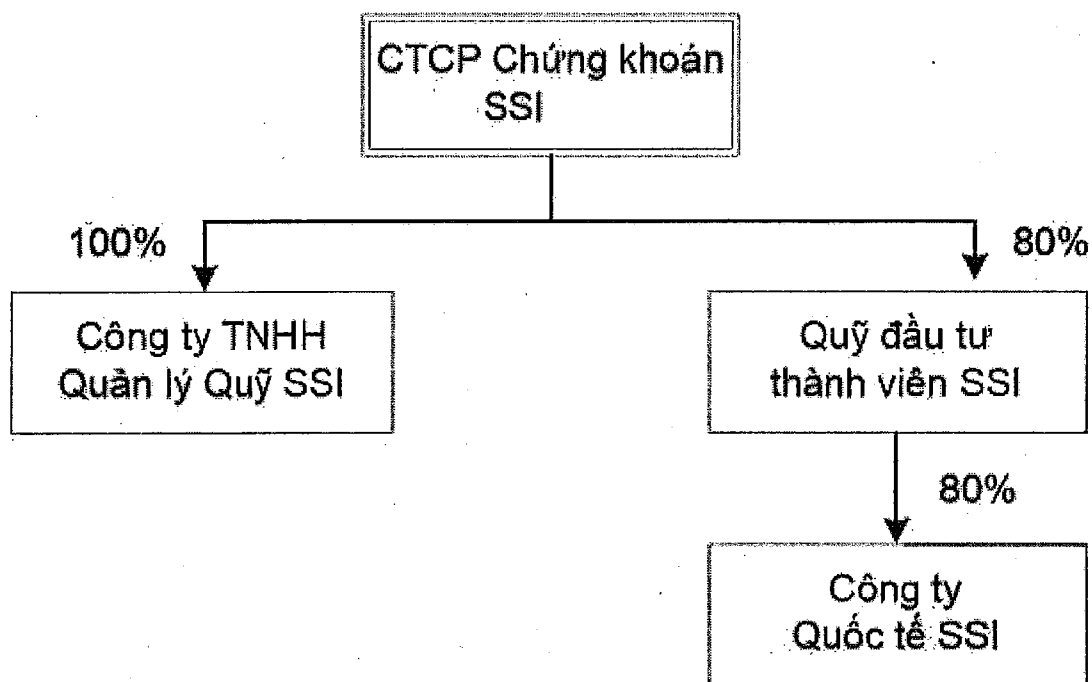 CTCP Chứng khoán
SSI
100%
80%
Công ty TNHH
Quản lý Quỹ SSI
Quỹ đầu tư
thành viên SSI
80%
Công ty
Quốc tế SSI